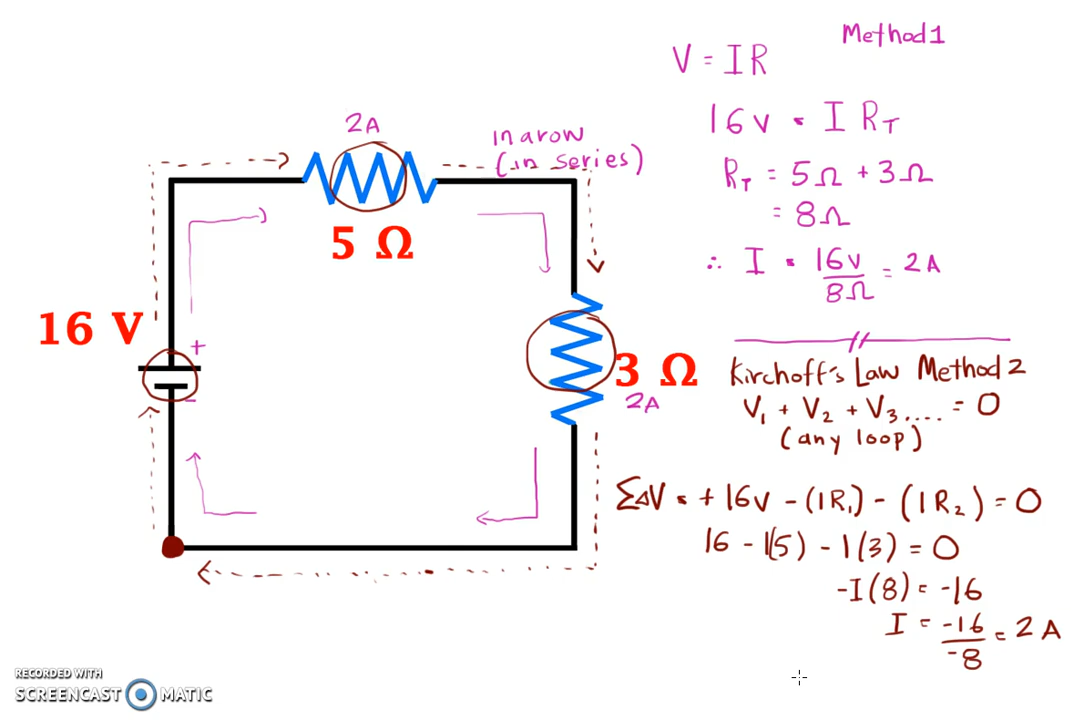 Method 1
V = IR
16V = I R_T
R_T = 5Ω + 3Ω
= 8Ω
∴ I = 16V/8Ω = 2A
2A
in a row
(in series)
5 Ω
16 V
+
-
3 Ω
2A
Kirchoff's Law Method 2
V₁ + V₂ + V₃.... = 0
(any loop)
ΣΔV = +16V - (IR₁) - (IR₂) = 0
16 - I(5) - I(3) = 0
-I(8) = -16
I = -16/-8 = 2A
RECORDED WITH
SCREENCAST MATIC